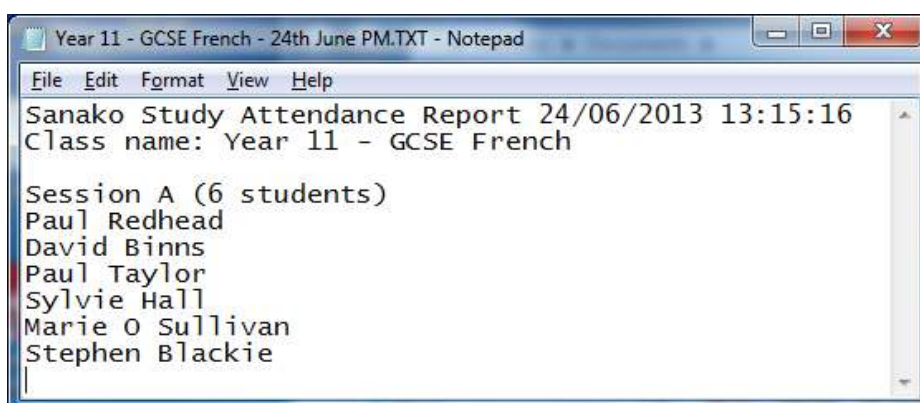 Year 11 - GCSE French - 24th June PM.TXT - Notepad
File Edit Format View Help
Sanako Study Attendance Report 24/06/2013 13:15:16
Class name: Year 11 - GCSE French
Session A (6 students)
Paul Redhead
David Binns
Paul Taylor
Sylvie Hall
Marie O Sullivan
Stephen Blackie